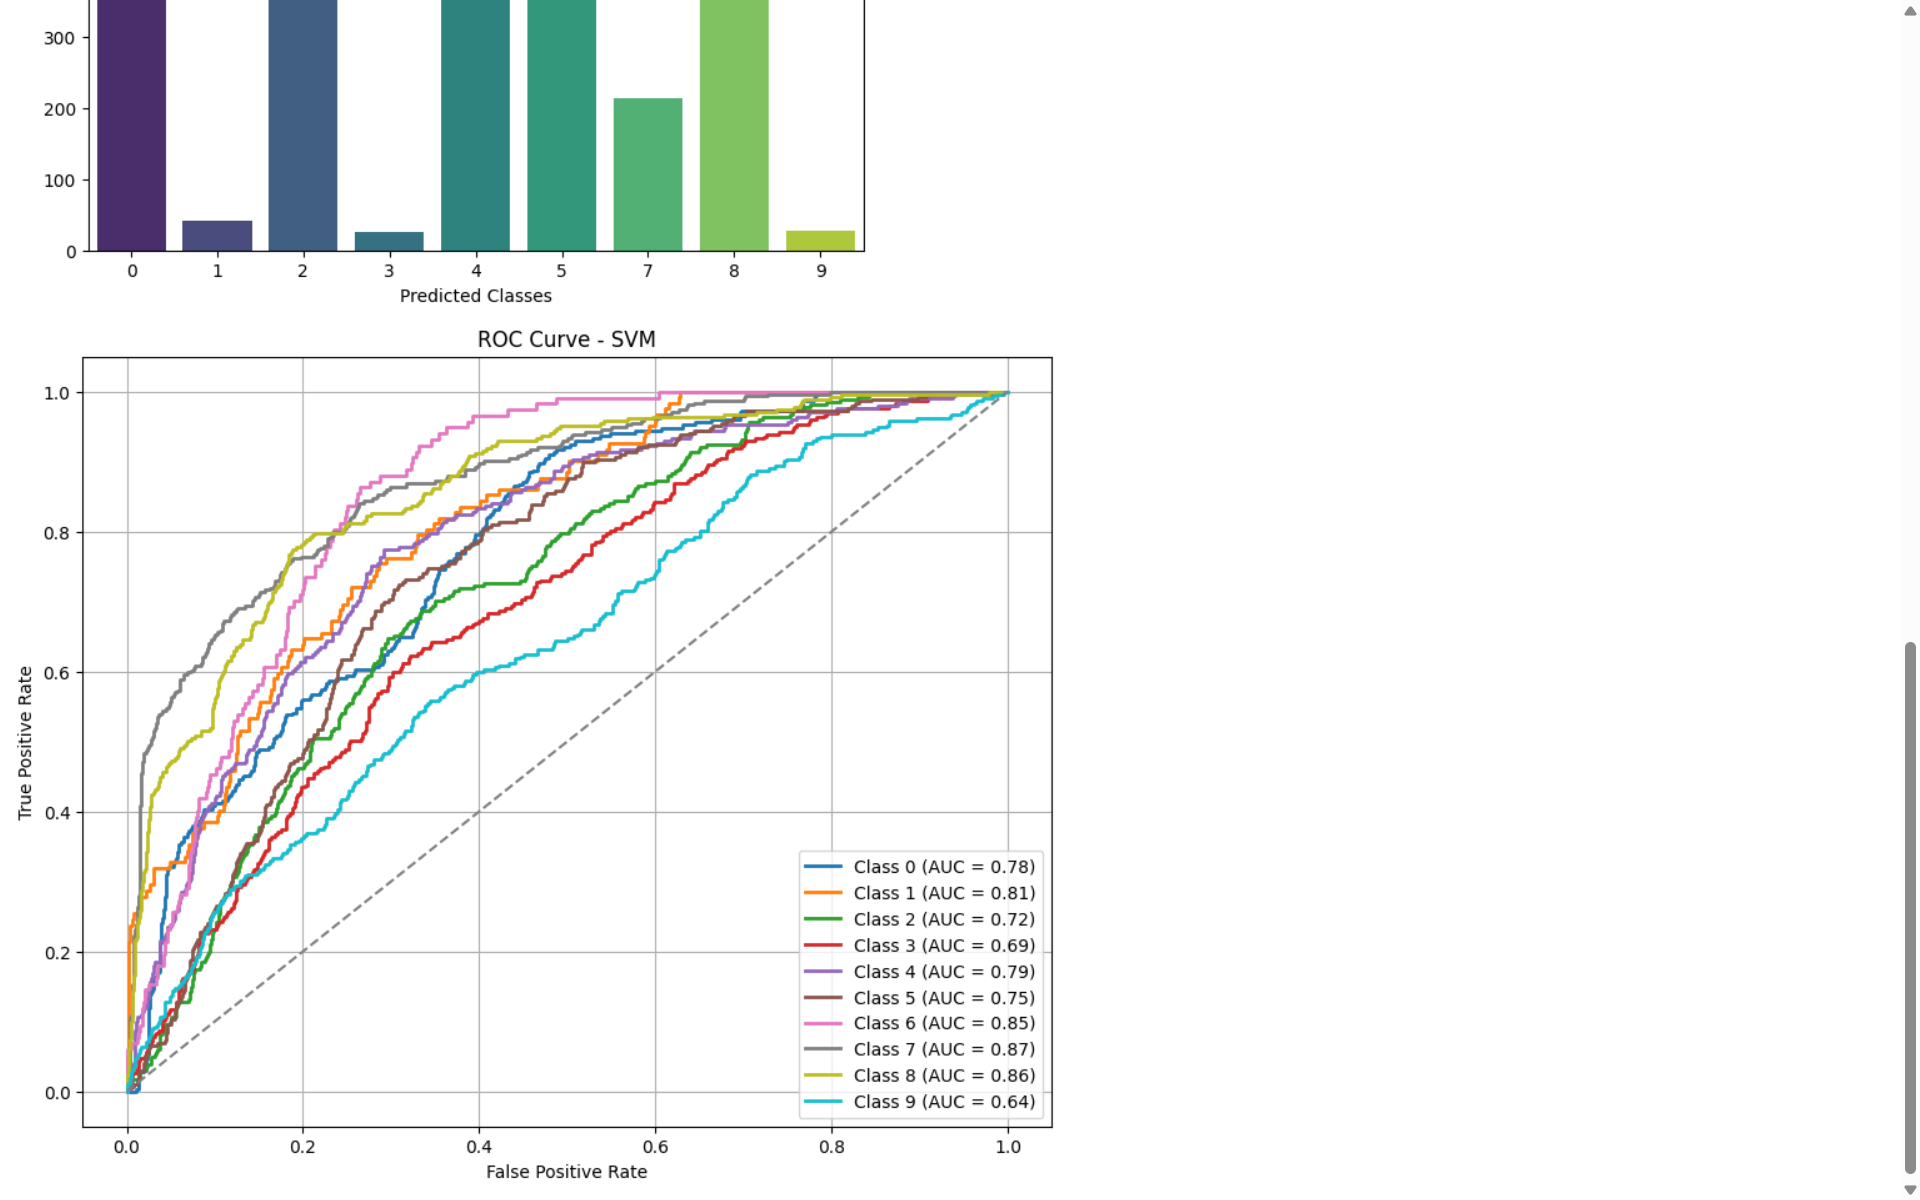 300
200
100
0
0 1 2 3 4 5 7 8 9
Predicted Classes
ROC Curve - SVM
True Positive Rate
1.0
0.8
0.6
0.4
0.2
0.0
Class 0 (AUC = 0.78)
Class 1 (AUC = 0.81)
Class 2 (AUC = 0.72)
Class 3 (AUC = 0.69)
Class 4 (AUC = 0.79)
Class 5 (AUC = 0.75)
Class 6 (AUC = 0.85)
Class 7 (AUC = 0.87)
Class 8 (AUC = 0.86)
Class 9 (AUC = 0.64)
0.0 0.2 0.4 0.6 0.8 1.0
False Positive Rate